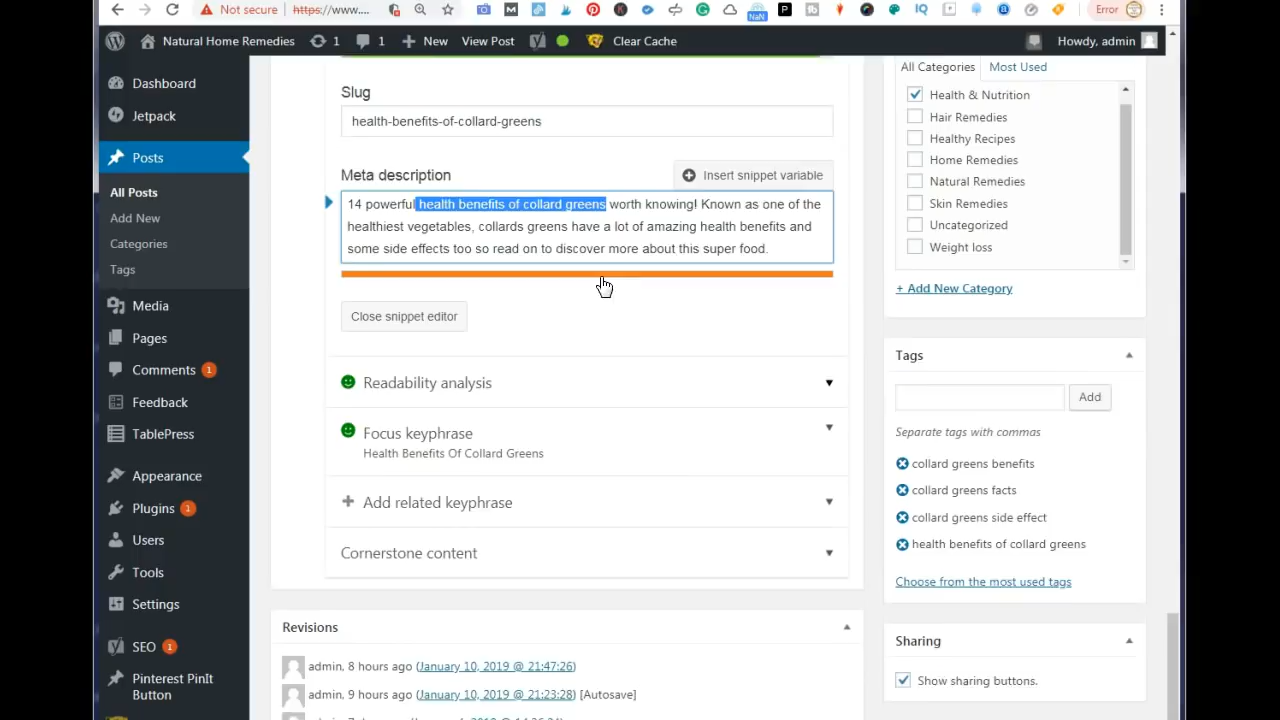 Not secure
https://www....
NaN
IQ
Error
Natural Home Remedies
1
1
New
View Post
Clear Cache
Howdy, admin
Dashboard
Jetpack
Posts
All Posts
Add New
Categories
Tags
Media
Pages
Comments 1
Feedback
TablePress
Appearance
Plugins 1
Users
Tools
Settings
SEO 1
Pinterest PinIt
Button
Slug
health-benefits-of-collard-greens
Meta description
Insert snippet variable
14 powerful health benefits of collard greens worth knowing! Known as one of the
healthiest vegetables, collards greens have a lot of amazing health benefits and
some side effects too so read on to discover more about this super food.
Close snippet editor
Readability analysis
Focus keyphrase
Health Benefits Of Collard Greens
Add related keyphrase
Cornerstone content
Revisions
admin, 8 hours ago (January 10, 2019 @ 21:47:26)
admin, 9 hours ago (January 10, 2019 @ 21:23:28) [Autosave]
All Categories
Most Used
Health & Nutrition
Hair Remedies
Healthy Recipes
Home Remedies
Natural Remedies
Skin Remedies
Uncategorized
Weight loss
+ Add New Category
Tags
Add
Separate tags with commas
collard greens benefits
collard greens facts
collard greens side effect
health benefits of collard greens
Choose from the most used tags
Sharing
Show sharing buttons.